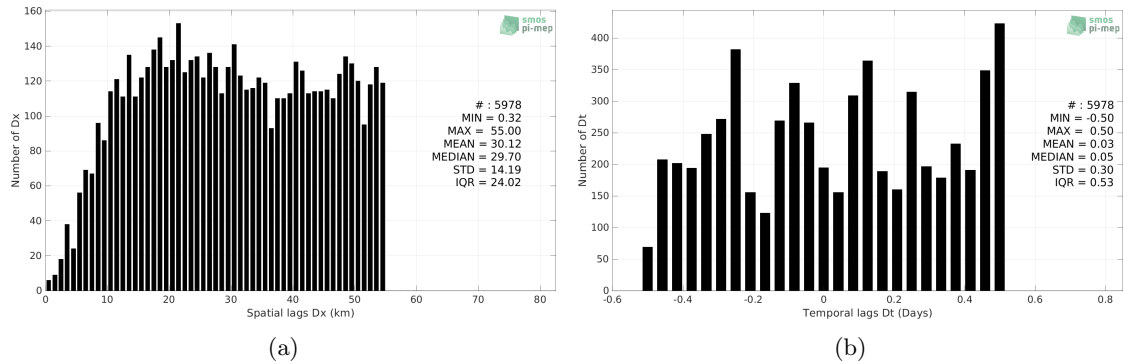 160
140
120
100
80
60
40
20
0
Number of Dx
0 10 20 30 40 50 60 70 80
Spatial lags Dx (km)
smos
pi-mep
# : 5978
MIN = 0.32
MAX = 55.00
MEAN = 30.12
MEDIAN = 29.70
STD = 14.19
IQR = 24.02
(a)
400
350
300
250
200
150
100
50
0
Number of Dt
-0.6 -0.4 -0.2 0 0.2 0.4 0.6 0.8
Temporal lags Dt (Days)
smos
pi-mep
# : 5978
MIN = -0.50
MAX = 0.50
MEAN = 0.03
MEDIAN = 0.05
STD = 0.30
IQR = 0.53
(b)